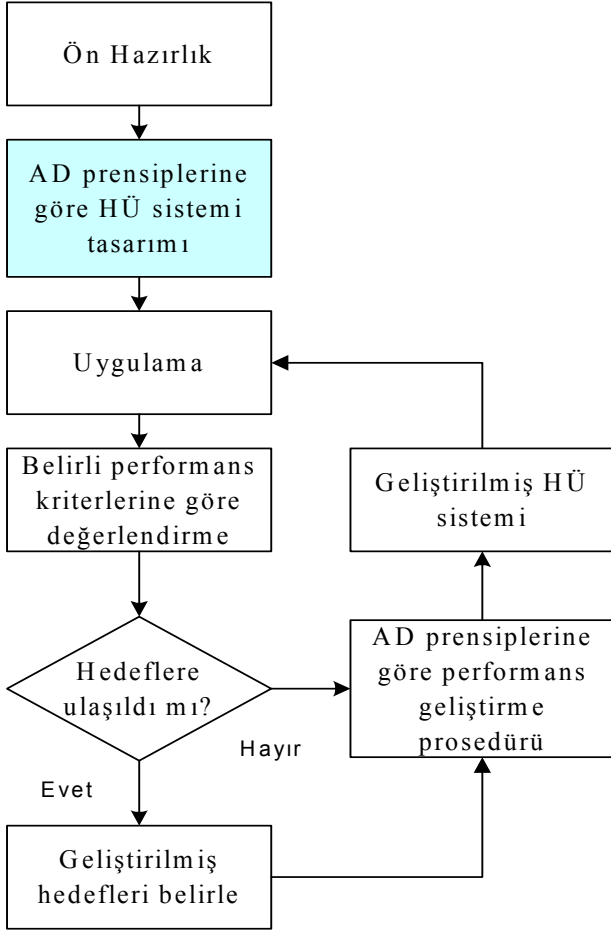 Ön Hazırlık
AD prensiplerine
göre HÜ sistemi
tasarımı
Uygulama
Belirli performans
kriterlerine göre
değerlendirme
Geliştirilmiş HÜ
sistemi
Hedeflere
ulaşıldı mı?
AD prensiplerine
göre performans
geliştirme
prosedürü
Hayır
Evet
Geliştirilmiş
hedefleri belirle